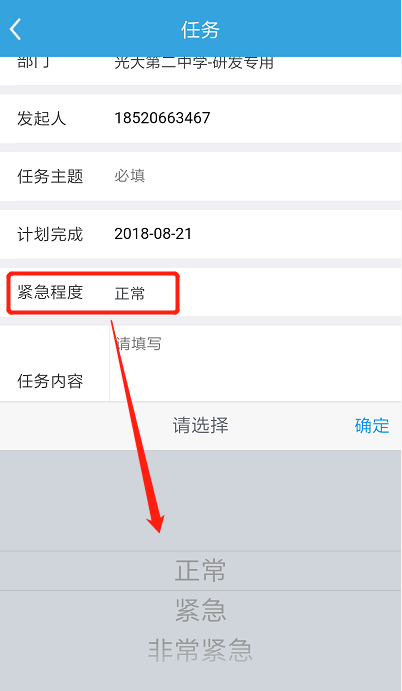 任务
部门 光大第二中学-研发专用
发起人 18520663467
任务主题 必填
计划完成 2018-08-21
紧急程度 正常
请填写
任务内容
请选择 确定
正常
紧急
非常紧急